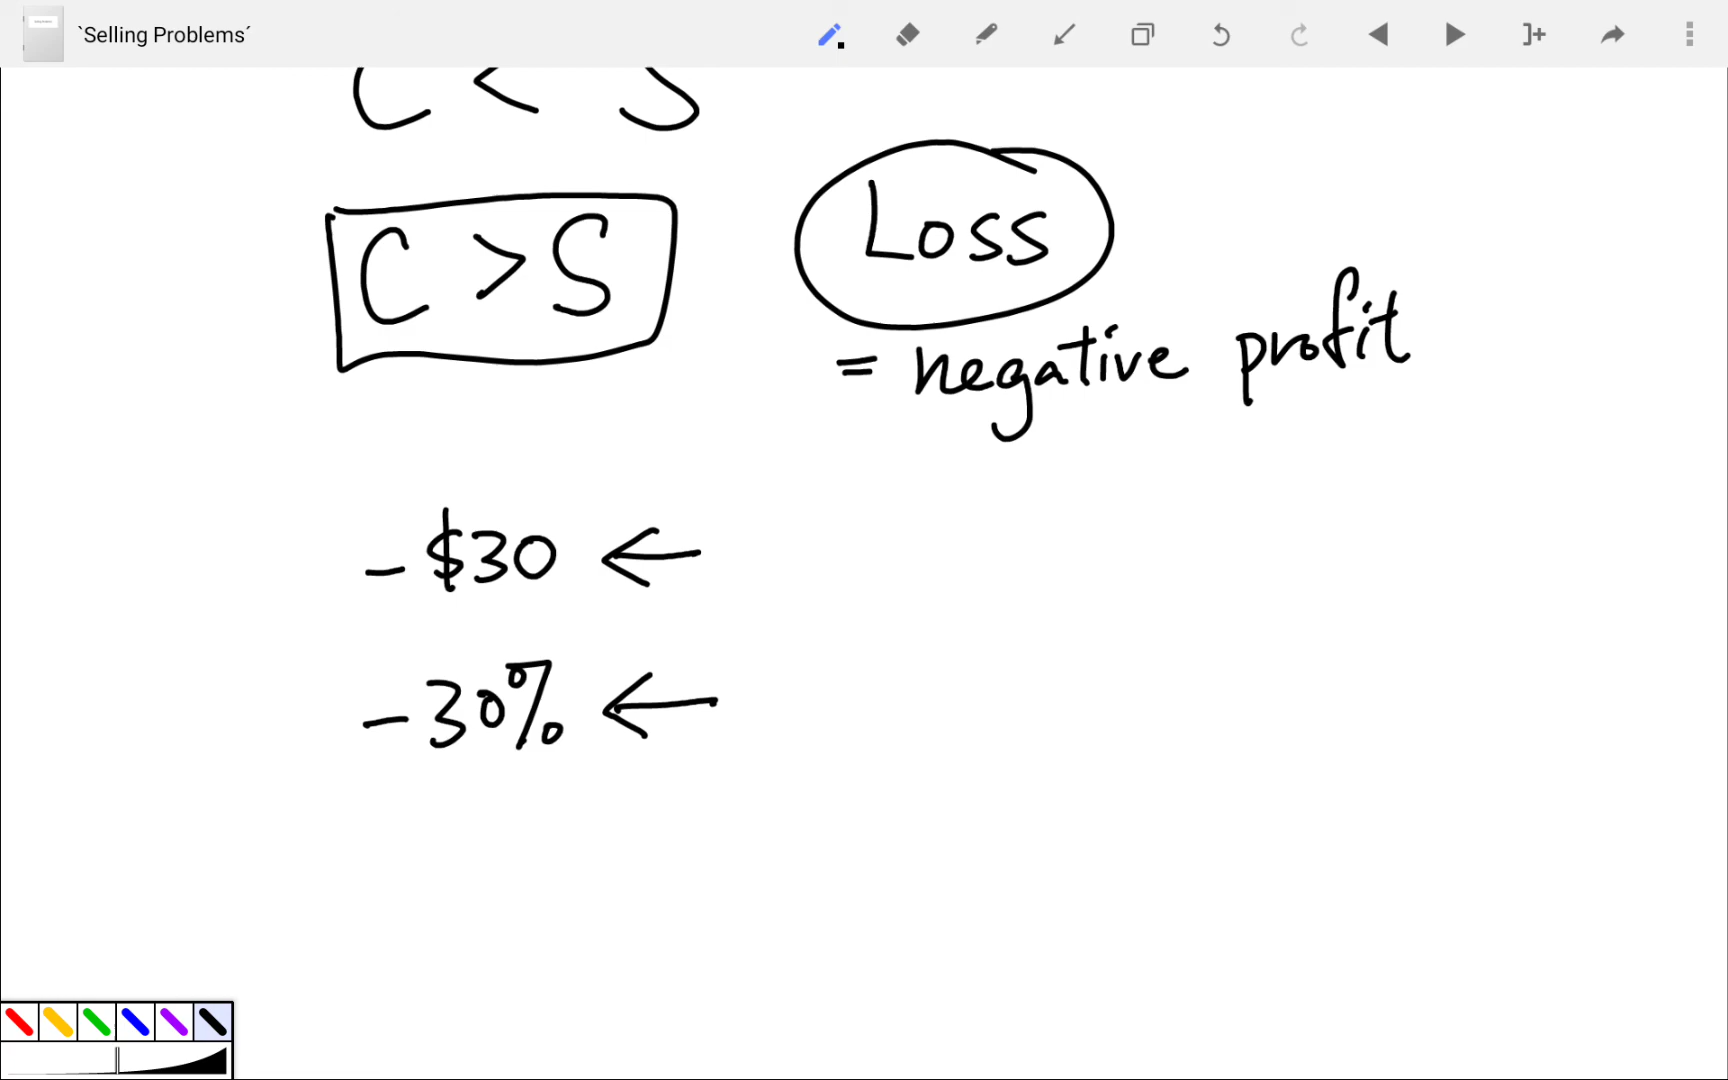 `Selling Problems´
C < S
C > S
Loss
= negative profit
- $30 ←
- 30% ←